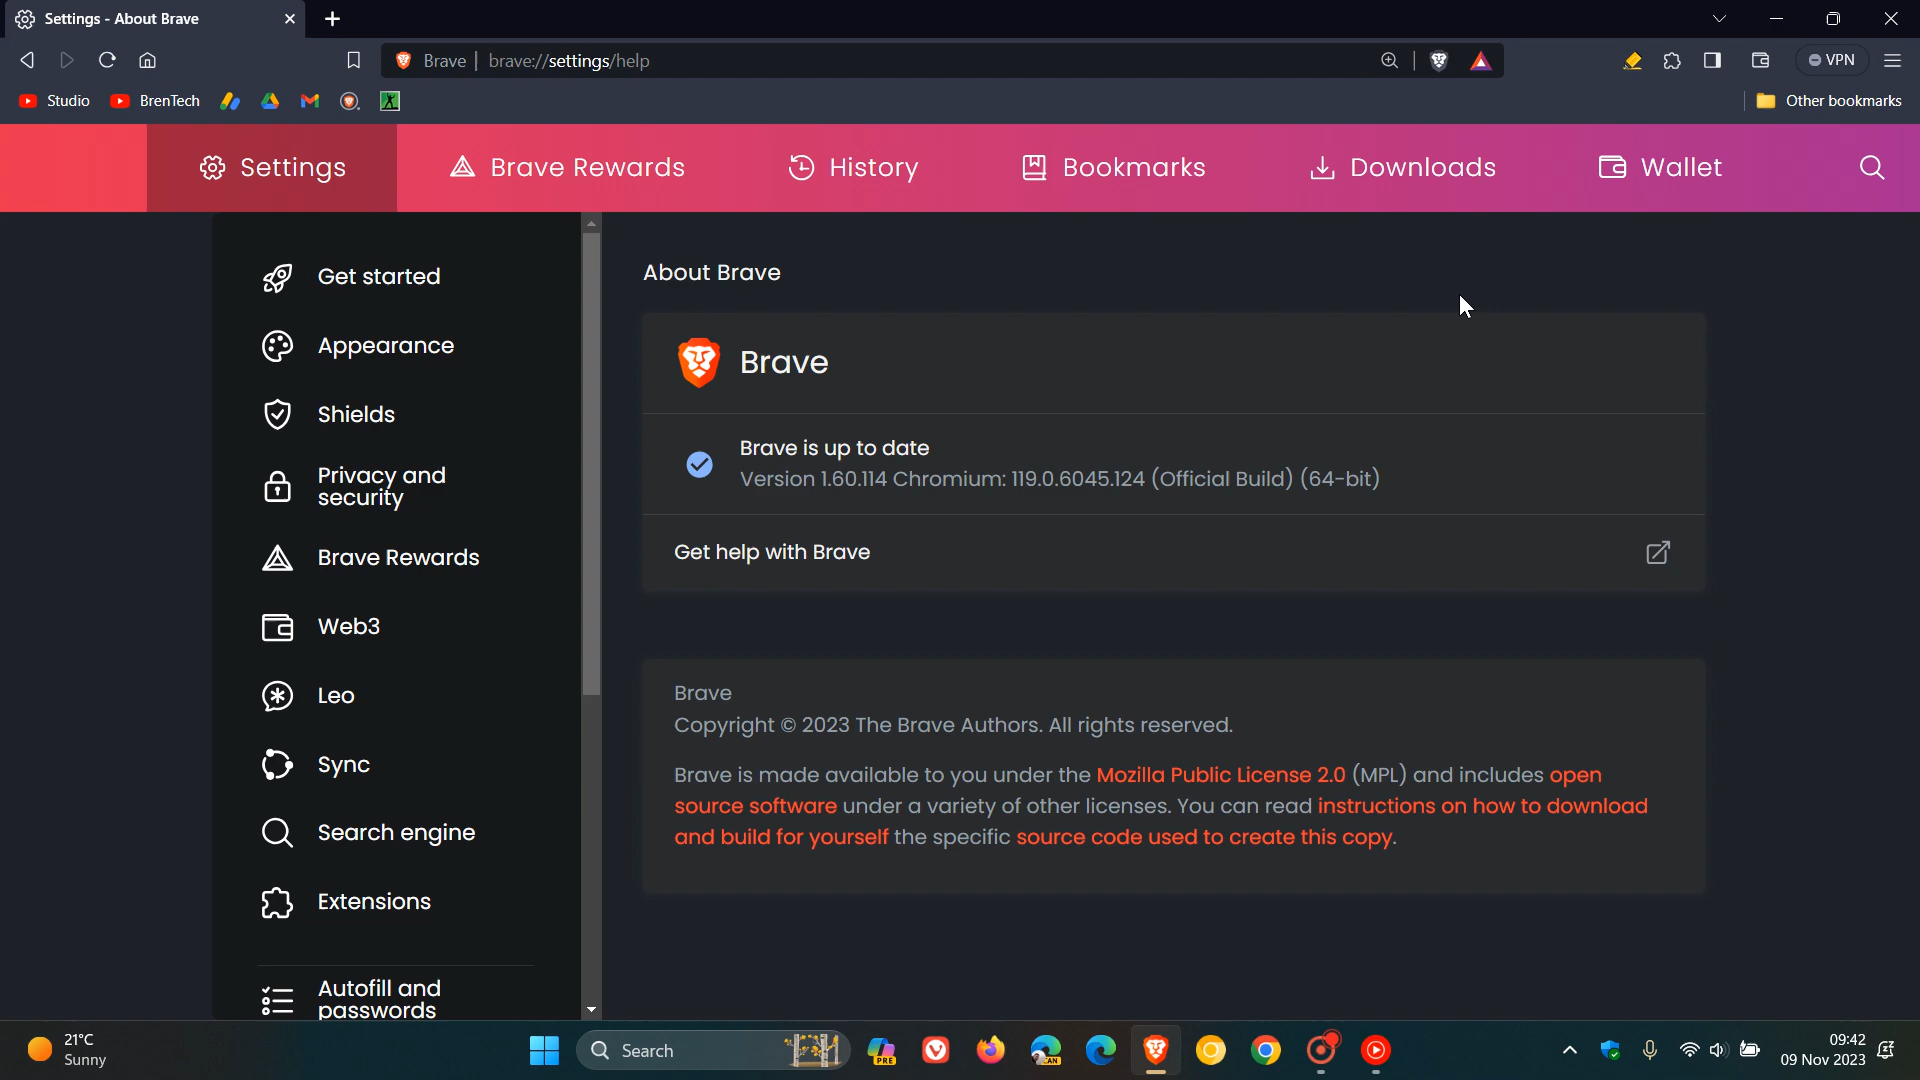 Settings - About Brave
Brave | brave://settings/help
VPN
Studio BrenTech
Other bookmarks
Settings Brave Rewards History Bookmarks Downloads Wallet
Get started
Appearance
Shields
Privacy and
security
Brave Rewards
Web3
Leo
Sync
Search engine
Extensions
Autofill and
passwords
About Brave
Brave
Brave is up to date
Version 1.60.114 Chromium: 119.0.6045.124 (Official Build) (64-bit)
Get help with Brave
Brave
Copyright © 2023 The Brave Authors. All rights reserved.
Brave is made available to you under the Mozilla Public License 2.0 (MPL) and includes open
source software under a variety of other licenses. You can read instructions on how to download
and build for yourself the specific source code used to create this copy.
21°C
Sunny
Search
PRE
CAN
09:42
09 Nov 2023